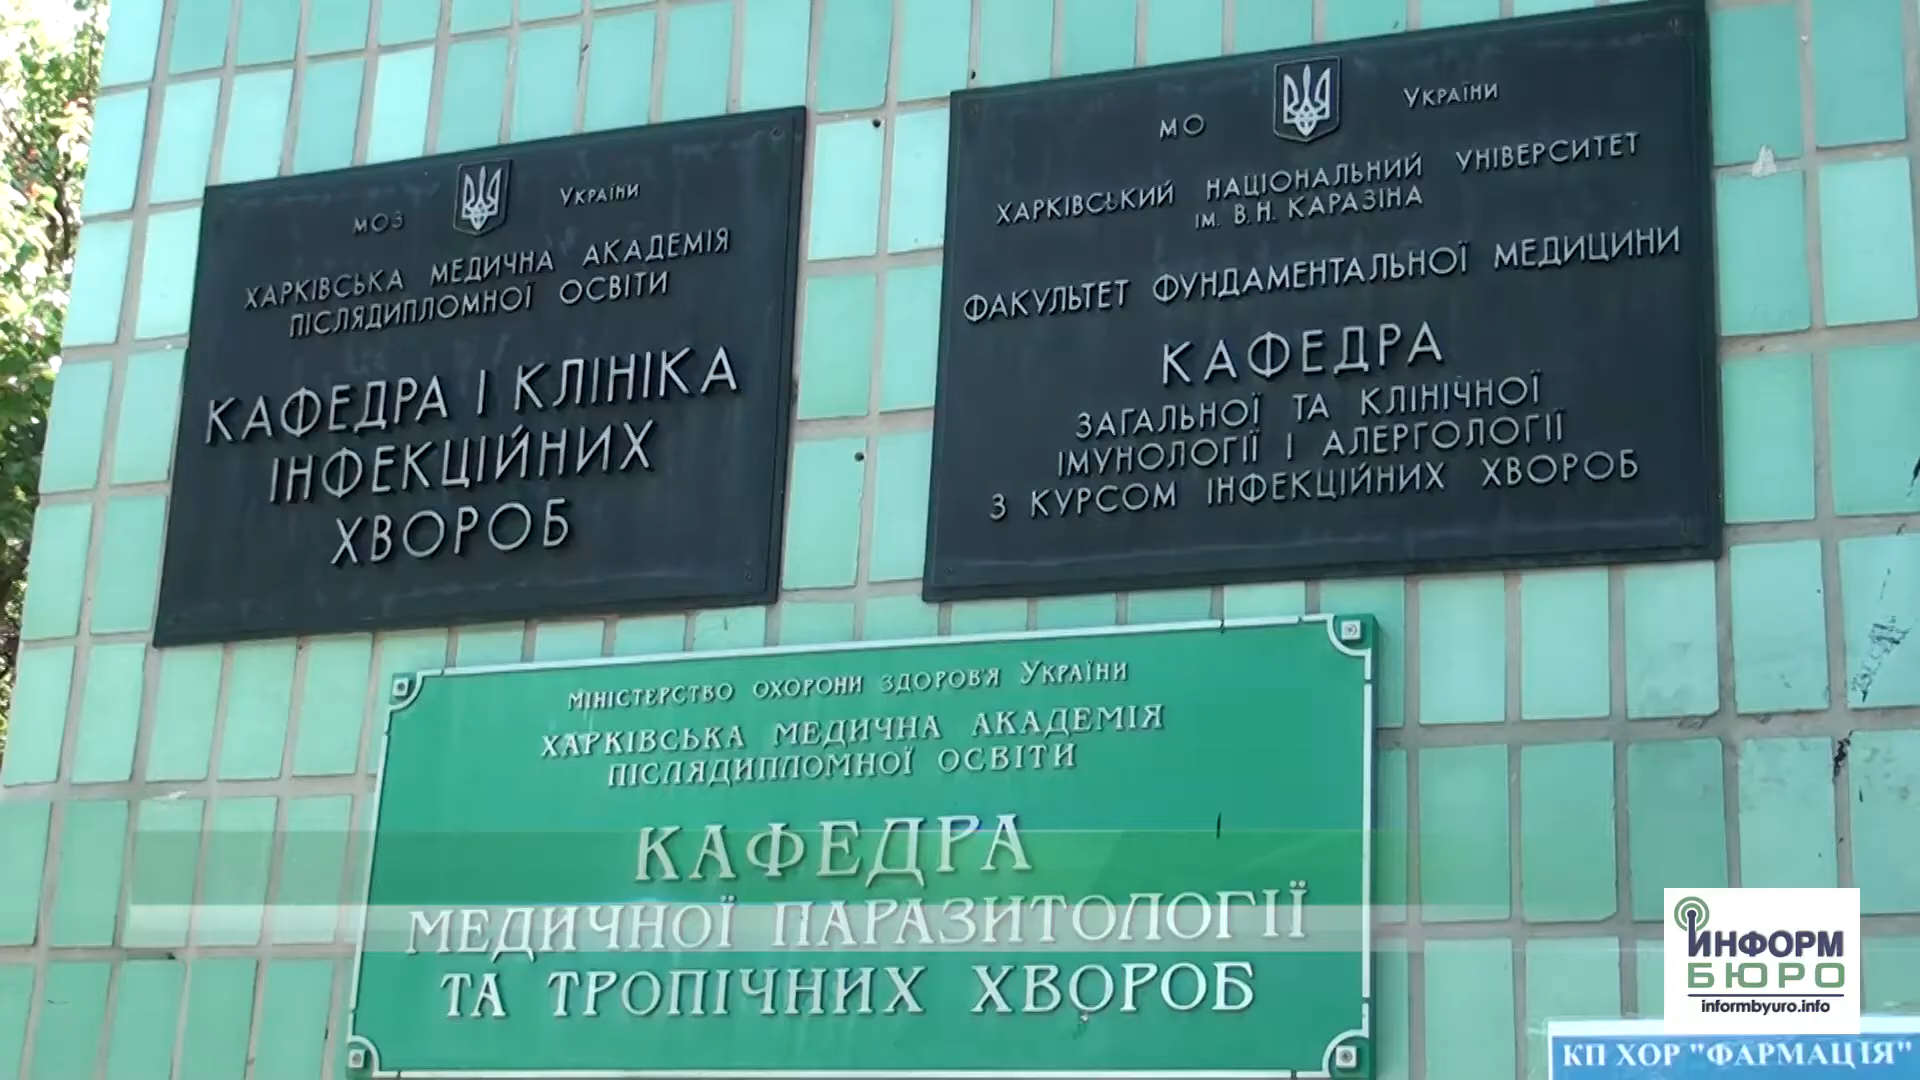 МОЗ України
ХАРКІВСЬКА МЕДИЧНА АКАДЕМІЯ
ПІСЛЯДИПЛОМНОЇ ОСВІТИ
КАФЕДРА І КЛІНІКА
ІНФЕКЦІЙНИХ
ХВОРОБ
МО України
ХАРКІВСЬКИЙ НАЦІОНАЛЬНИЙ УНІВЕРСИТЕТ
ІМ. В.Н. КАРАЗІНА
ФАКУЛЬТЕТ ФУНДАМЕНТАЛЬНОЇ МЕДИЦИНИ
КАФЕДРА
ЗАГАЛЬНОЇ ТА КЛІНІЧНОЇ
ІМУНОЛОГІЇ І АЛЕРГОЛОГІЇ
З КУРСОМ ІНФЕКЦІЙНИХ ХВОРОБ
МІНІСТЕРСТВО ОХОРОНИ ЗДОРОВ'Я УКРАЇНИ
ХАРКІВСЬКА МЕДИЧНА АКАДЕМІЯ
ПІСЛЯДИПЛОМНОЇ ОСВІТИ
КАФЕДРА
МЕДИЧНОЇ ПАРАЗИТОЛОГІЇ
ТА ТРОПІЧНИХ ХВОРОБ
ИНФОРМ
БЮРО
informbyuro.info
КП ХОР "ФАРМАЦІЯ"